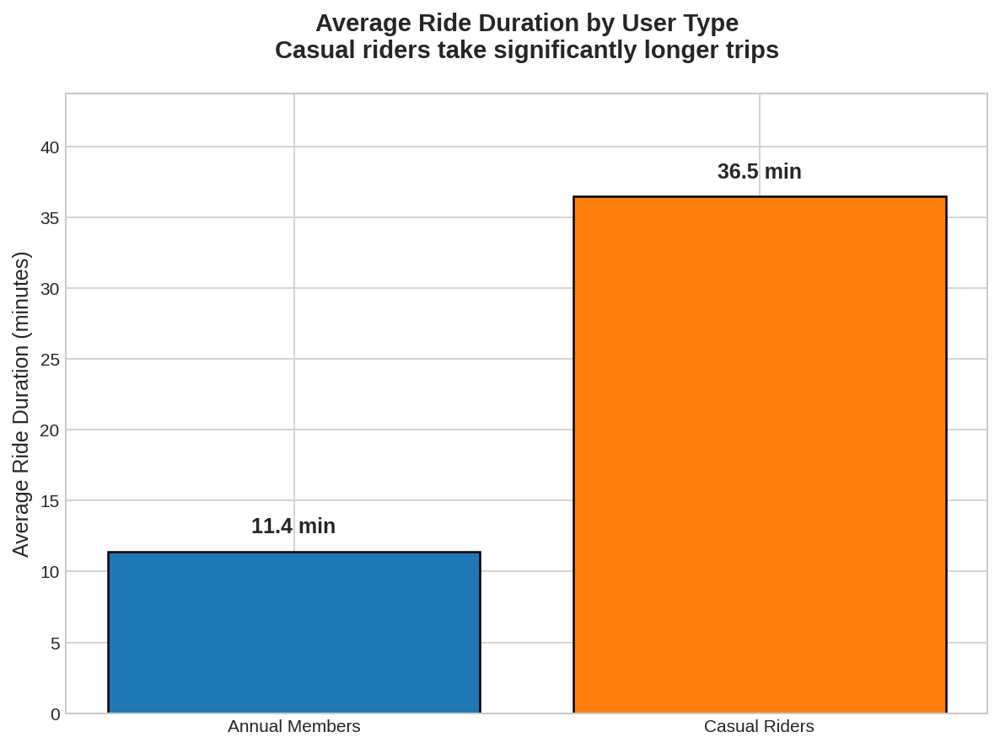 Average Ride Duration by User Type
Casual riders take significantly longer trips
Average Ride Duration (minutes)
40
35
30
25
20
15
10
5
0
36.5 min
11.4 min
Annual Members
Casual Riders